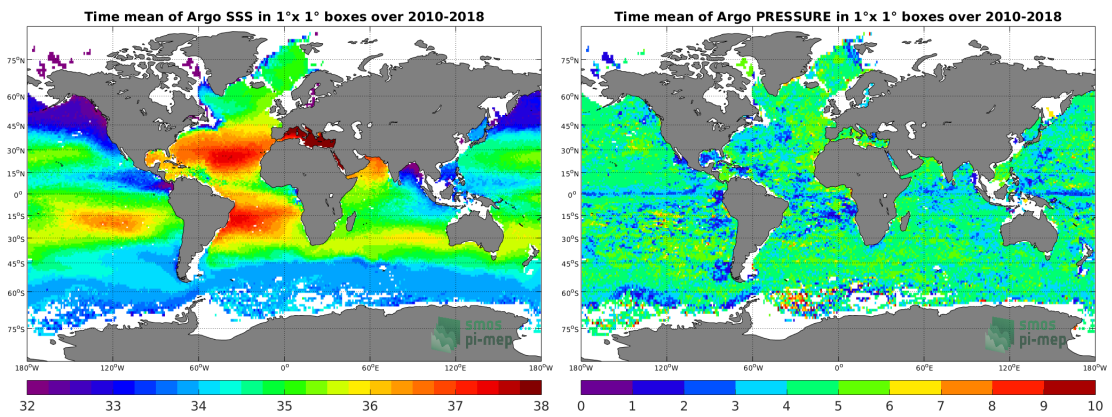 Time mean of Argo SSS in 1°x 1° boxes over 2010-2018
75°N
60°N
45°N
30°N
15°N
0°
15°S
30°S
45°S
60°S
75°S
smos
pi-mep
180°W 120°W 60°W 0° 60°E 120°E 180°W
32 33 34 35 36 37 38
Time mean of Argo PRESSURE in 1°x 1° boxes over 2010-2018
75°N
60°N
45°N
30°N
15°N
0°
15°S
30°S
45°S
60°S
75°S
smos
pi-mep
180°W 120°W 60°W 0° 60°E 120°E 180°W
0 1 2 3 4 5 6 7 8 9 10